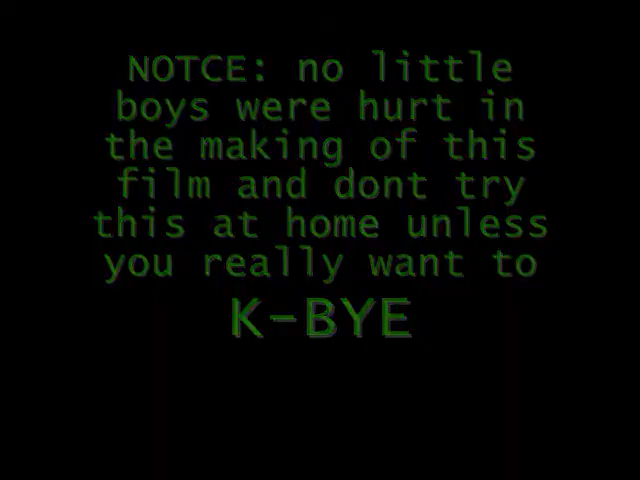 NOTCE: no little
boys were hurt in
the making of this
film and dont try
this at home unless
you really want to
K-BYE